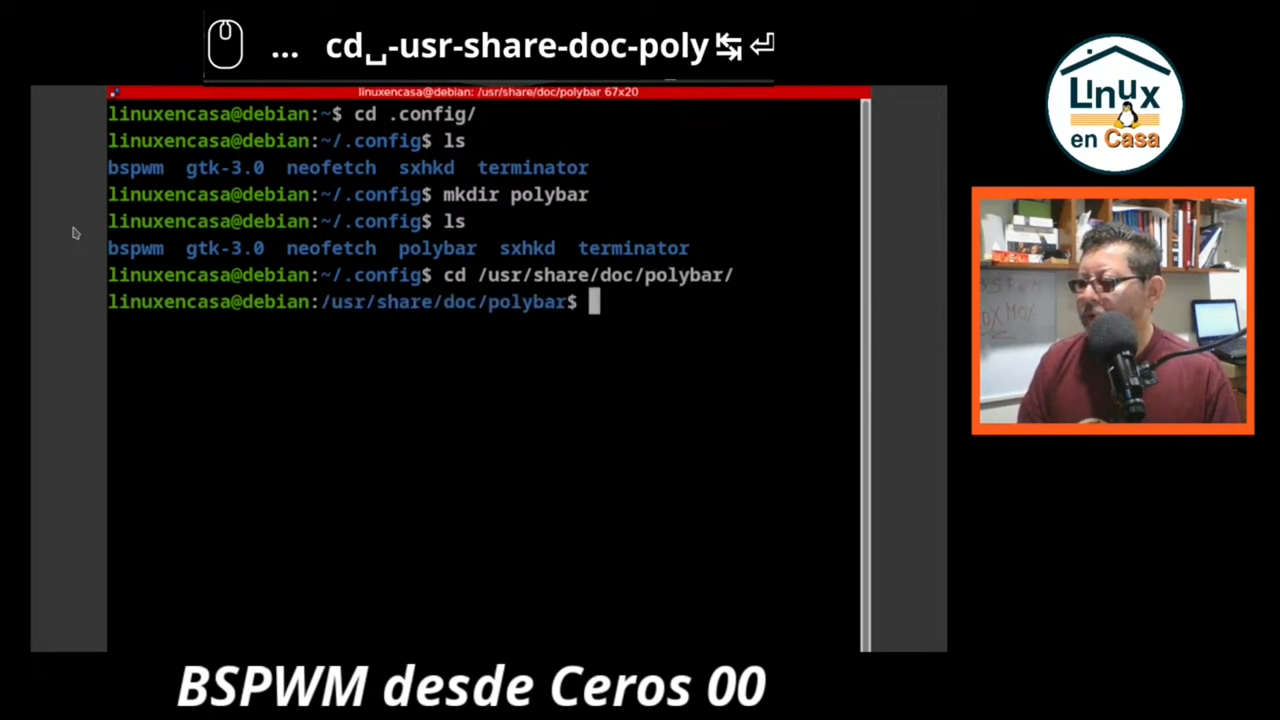 ... cd␣-usr-share-doc-poly↹⏎
linuxencasa@debian: /usr/share/doc/polybar 67x20
linuxencasa@debian:~$ cd .config/
linuxencasa@debian:~/.config$ ls
bspwm gtk-3.0 neofetch sxhkd terminator
linuxencasa@debian:~/.config$ mkdir polybar
linuxencasa@debian:~/.config$ ls
bspwm gtk-3.0 neofetch polybar sxhkd terminator
linuxencasa@debian:~/.config$ cd /usr/share/doc/polybar/
linuxencasa@debian:/usr/share/doc/polybar$
Linux
en Casa
BSPWM
BSPWM desde Ceros 00